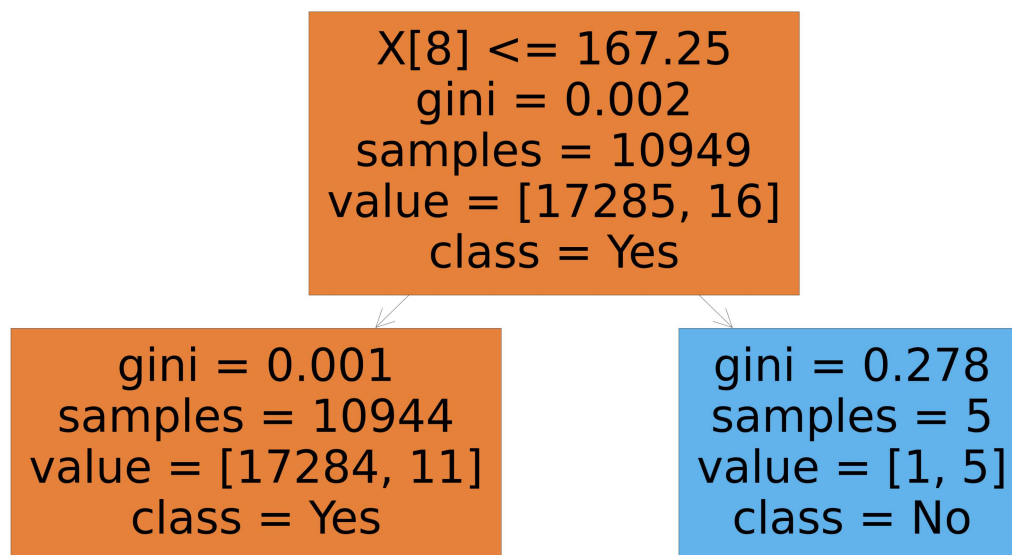 X[8] <= 167.25
gini = 0.002
samples = 10949
value = [17285, 16]
class = Yes
gini = 0.001
samples = 10944
value = [17284, 11]
class = Yes
gini = 0.278
samples = 5
value = [1, 5]
class = No